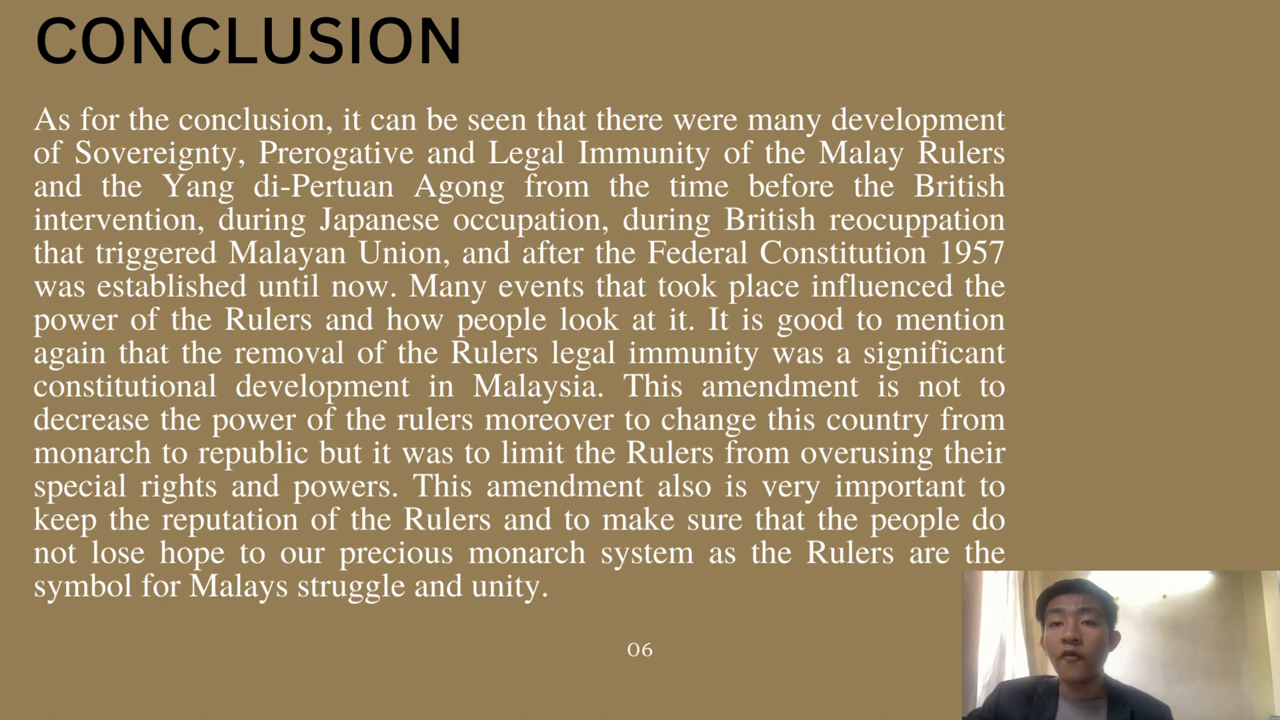 CONCLUSION
As for the conclusion, it can be seen that there were many development
of Sovereignty, Prerogative and Legal Immunity of the Malay Rulers
and the Yang di-Pertuan Agong from the time before the British
intervention, during Japanese occupation, during British reocuppation
that triggered Malayan Union, and after the Federal Constitution 1957
was established until now. Many events that took place influenced the
power of the Rulers and how people look at it. It is good to mention
again that the removal of the Rulers legal immunity was a significant
constitutional development in Malaysia. This amendment is not to
decrease the power of the rulers moreover to change this country from
monarch to republic but it was to limit the Rulers from overusing their
special rights and powers. This amendment also is very important to
keep the reputation of the Rulers and to make sure that the people do
not lose hope to our precious monarch system as the Rulers are the
symbol for Malays struggle and unity.
06